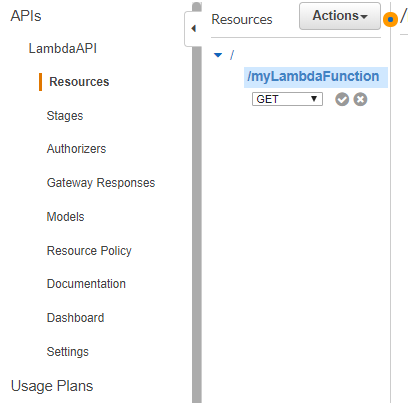 APIs
LambdaAPI
Resources
Stages
Authorizers
Gateway Responses
Models
Resource Policy
Documentation
Dashboard
Settings
Usage Plans
Resources
Actions
/
/myLambdaFunction
GET
/